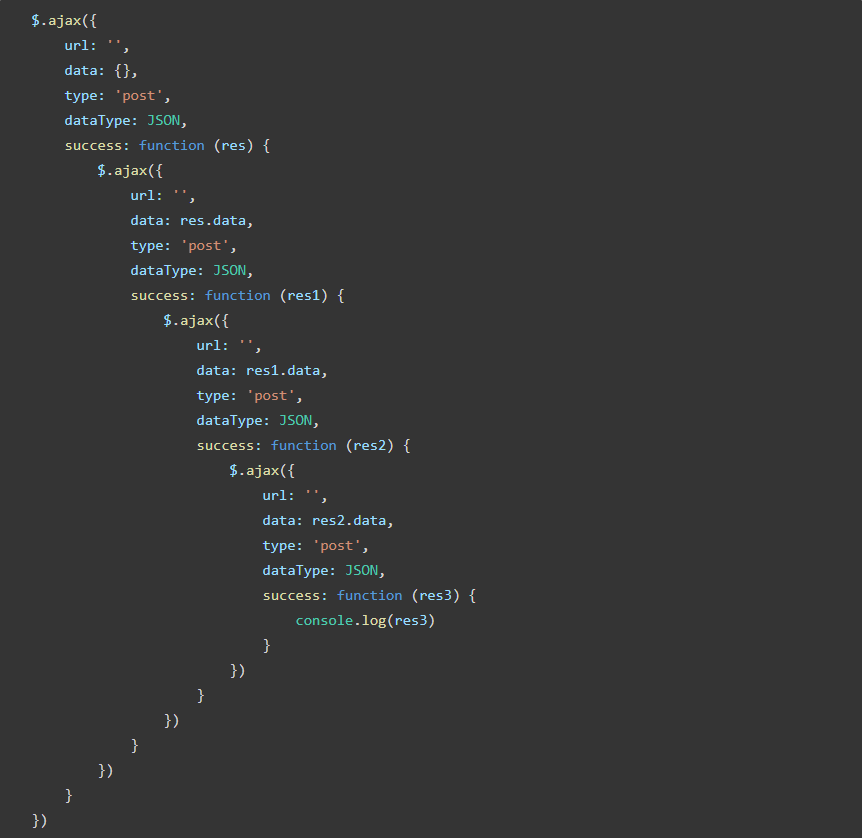 $.ajax({
    url: '',
    data: {},
    type: 'post',
    dataType: JSON,
    success: function (res) {
        $.ajax({
            url: '',
            data: res.data,
            type: 'post',
            dataType: JSON,
            success: function (res1) {
                $.ajax({
                    url: '',
                    data: res1.data,
                    type: 'post',
                    dataType: JSON,
                    success: function (res2) {
                        $.ajax({
                            url: '',
                            data: res2.data,
                            type: 'post',
                            dataType: JSON,
                            success: function (res3) {
                                console.log(res3)
                            }
                        })
                    }
                })
            }
        })
    }
})